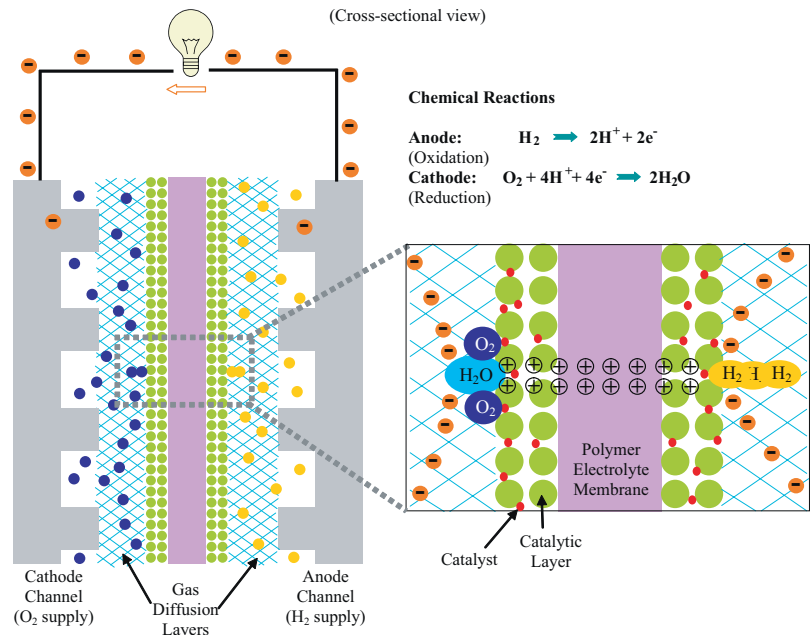 (Cross-sectional view)
Chemical Reactions
Anode: H₂ → 2H⁺ + 2e⁻
(Oxidation)
Cathode: O₂ + 4H⁺ + 4e⁻ → 2H₂O
(Reduction)
O₂
H₂O
O₂
H₂ H₂
Polymer
Electrolyte
Membrane
Catalyst
Catalytic
Layer
Cathode
Channel
(O₂ supply)
Gas
Diffusion
Layers
Anode
Channel
(H₂ supply)